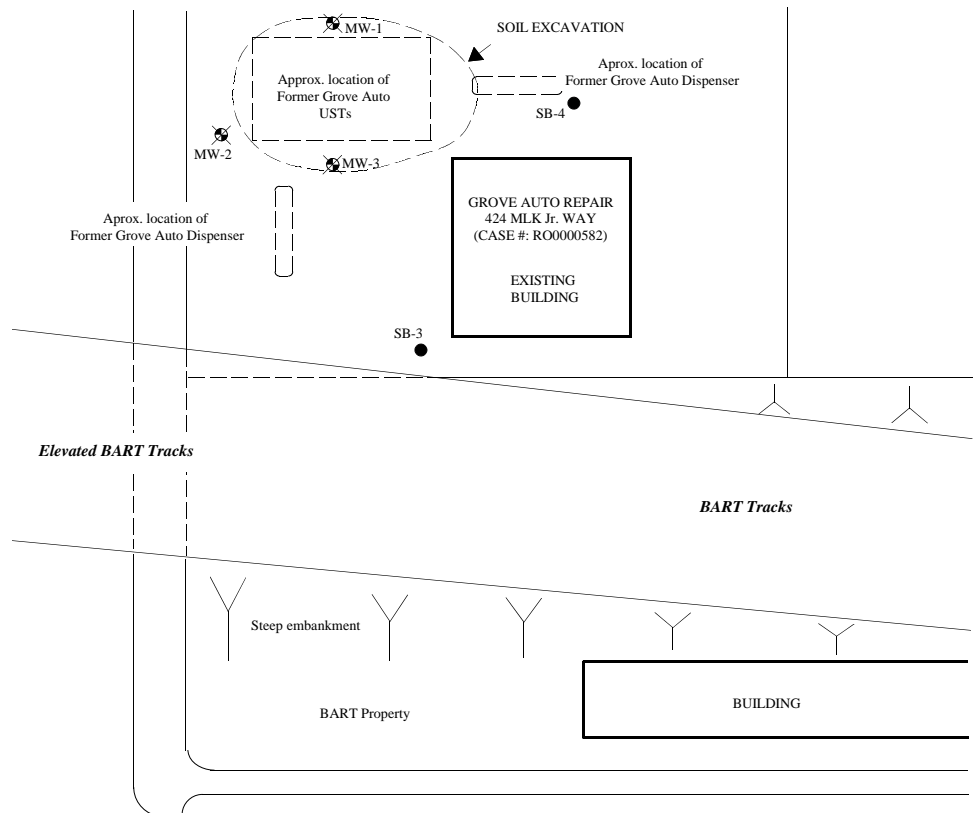 MW-1
SOIL EXCAVATION
Approx. location of
Former Grove Auto
USTs
Aprox. location of
Former Grove Auto Dispenser
SB-4
MW-2
MW-3
GROVE AUTO REPAIR
424 MLK Jr. WAY
(CASE #: RO0000582)
EXISTING
BUILDING
Aprox. location of
Former Grove Auto Dispenser
SB-3
Elevated BART Tracks
BART Tracks
Steep embankment
BART Property
BUILDING